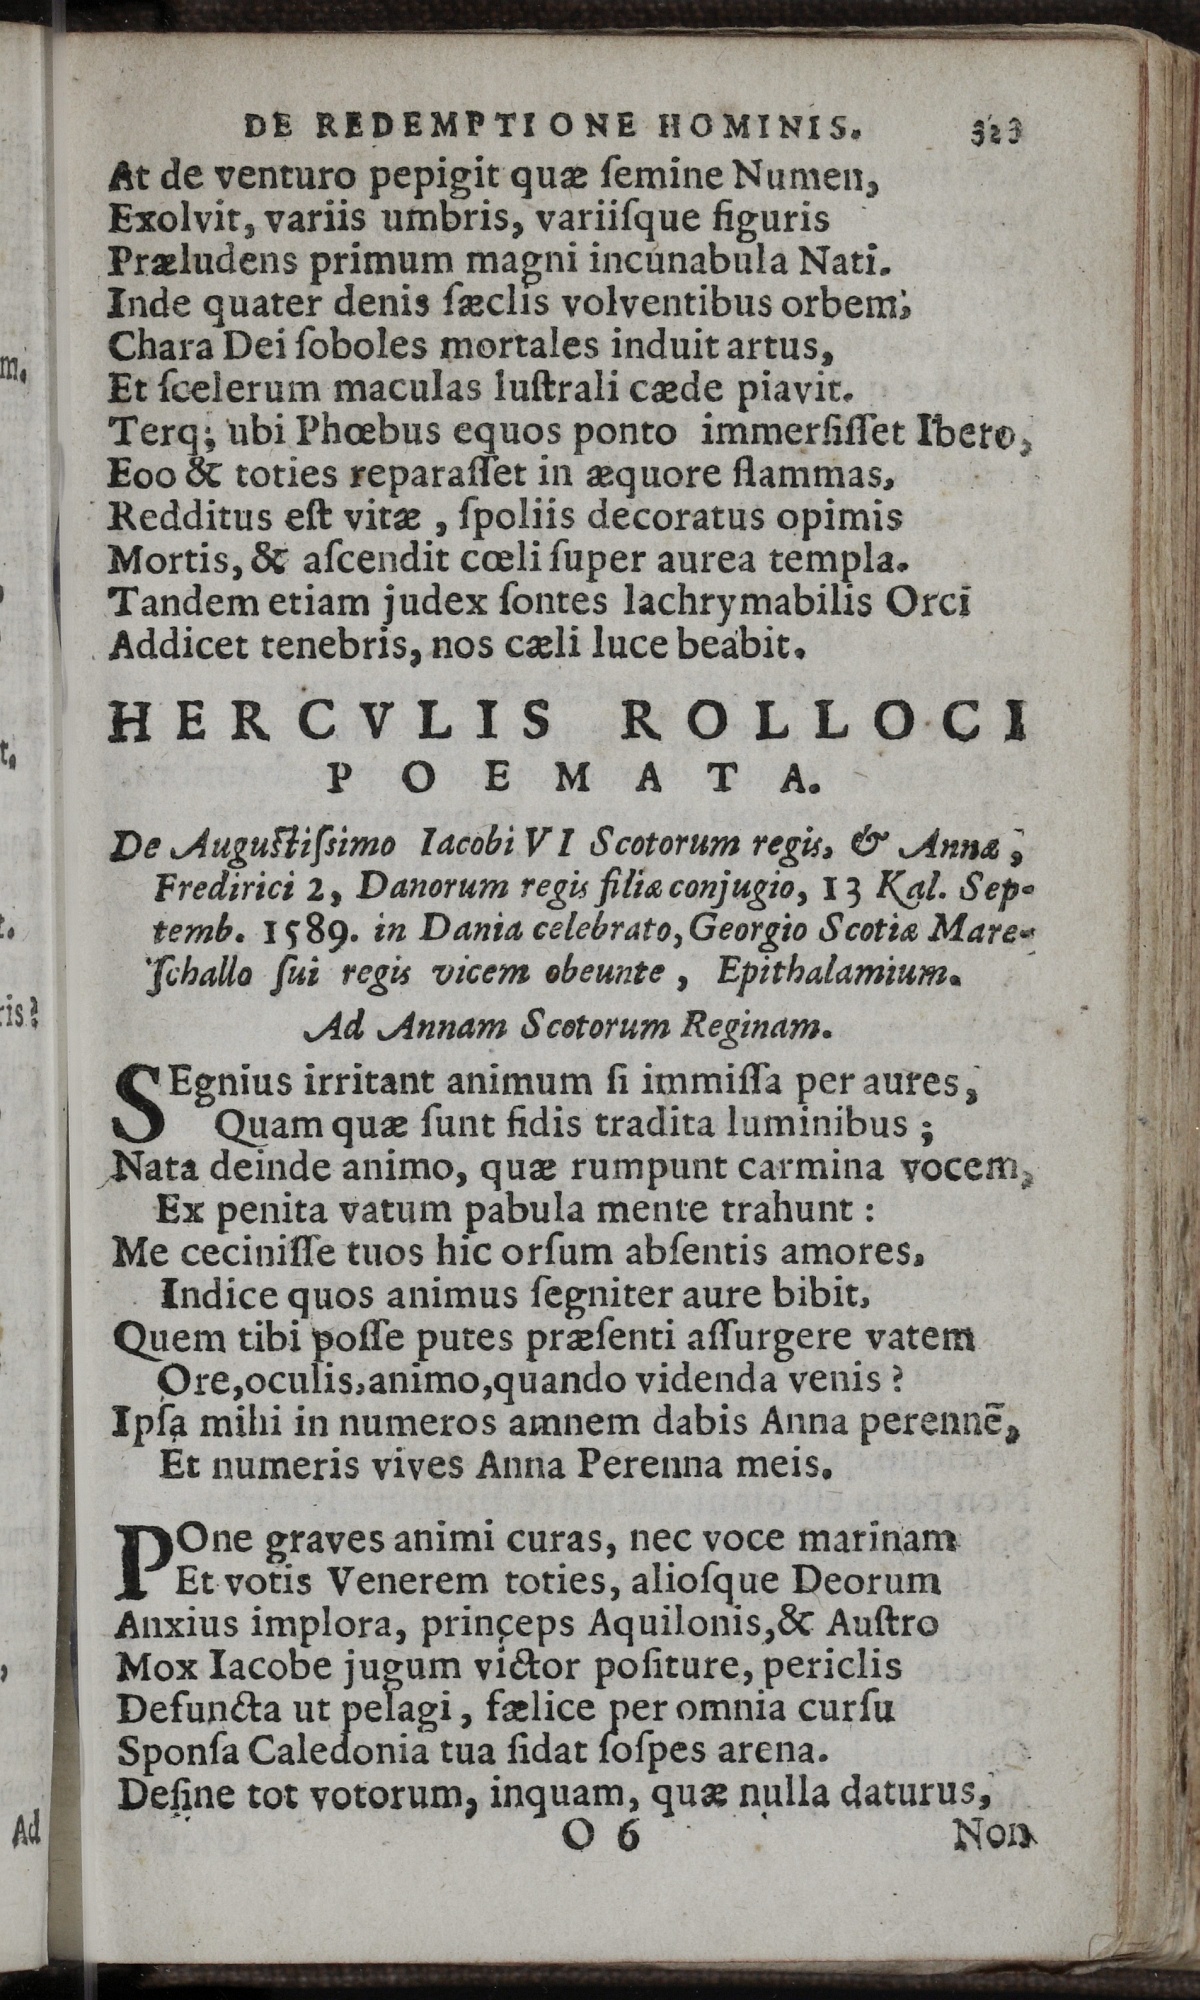 DE REDEMPTIONE HOMINIS. 323
At de venturo pepigit quæ ſemine Numen,
Exolvit, variis umbris, variiſque figuris
Præludens primum magni incunabula Nati.
Inde quater denis ſæclis volventibus orbem,
Chara Dei ſoboles mortales induit artus,
Et ſcelerum maculas luſtrali cæde piavit.
Terq; ubi Phœbus equos ponto immerſiſſet Ibero,
Eoo & toties reparaſſet in æquore flammas,
Redditus eſt vitæ , ſpoliis decoratus opimis
Mortis, & aſcendit cœli ſuper aurea templa.
Tandem etiam judex ſontes lachrymabilis Orci
Addicet tenebris, nos cæli luce beabit.
HERCVLIS ROLLOCI
POEMATA.
De Auguſtiſsimo Iacobi VI Scotorum regis, & Annæ ,
Fredirici 2, Danorum regis filiæ conjugio, 13 Kal. Sep-
temb. 1589. in Dania celebrato, Georgio Scotiæ Mare-
ſchallo ſui regis vicem obeunte , Epithalamium.
Ad Annam Scotorum Reginam.
SEgnius irritant animum ſi immiſſa per aures,
Quam quæ ſunt fidis tradita luminibus ;
Nata deinde animo, quæ rumpunt carmina vocem,
Ex penita vatum pabula mente trahunt :
Me ceciniſſe tuos hic orſum abſentis amores,
Indice quos animus ſegniter aure bibit,
Quem tibi poſſe putes præſenti aſſurgere vatem
Ore,oculis,animo,quando videnda venis ?
Ipſa mihi in numeros amnem dabis Anna perennē,
Et numeris vives Anna Perenna meis.
POne graves animi curas, nec voce marinam
Et votis Venerem toties, alioſque Deorum
Anxius implora, princeps Aquilonis,& Auſtro
Mox Iacobe jugum victor poſiture, periclis
Defuncta ut pelagi , fælice per omnia curſu
Sponſa Caledonia tua ſidat ſoſpes arena.
Deſine tot votorum, inquam, quæ nulla daturus,
O 6 Non
m.
t.
t.
ris?
,
Ad